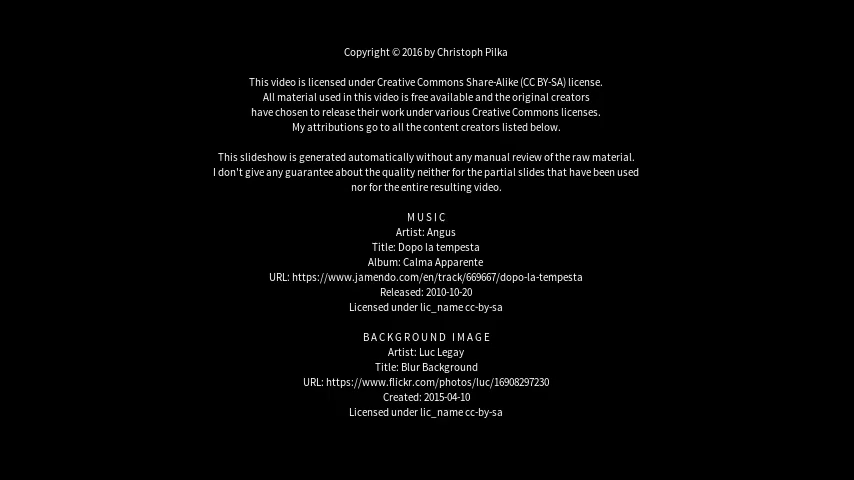 Copyright © 2016 by Christoph Pilka
This video is licensed under Creative Commons Share-Alike (CC BY-SA) license.
All material used in this video is free available and the original creators
have chosen to release their work under various Creative Commons licenses.
My attributions go to all the content creators listed below.
This slideshow is generated automatically without any manual review of the raw material.
I don't give any guarantee about the quality neither for the partial slides that have been used
nor for the entire resulting video.
MUSIC
Artist: Angus
Title: Dopo la tempesta
Album: Calma Apparente
URL: https://www.jamendo.com/en/track/669667/dopo-la-tempesta
Released: 2010-10-20
Licensed under lic_name cc-by-sa
BACKGROUND IMAGE
Artist: Luc Legay
Title: Blur Background
URL: https://www.flickr.com/photos/luc/16908297230
Created: 2015-04-10
Licensed under lic_name cc-by-sa